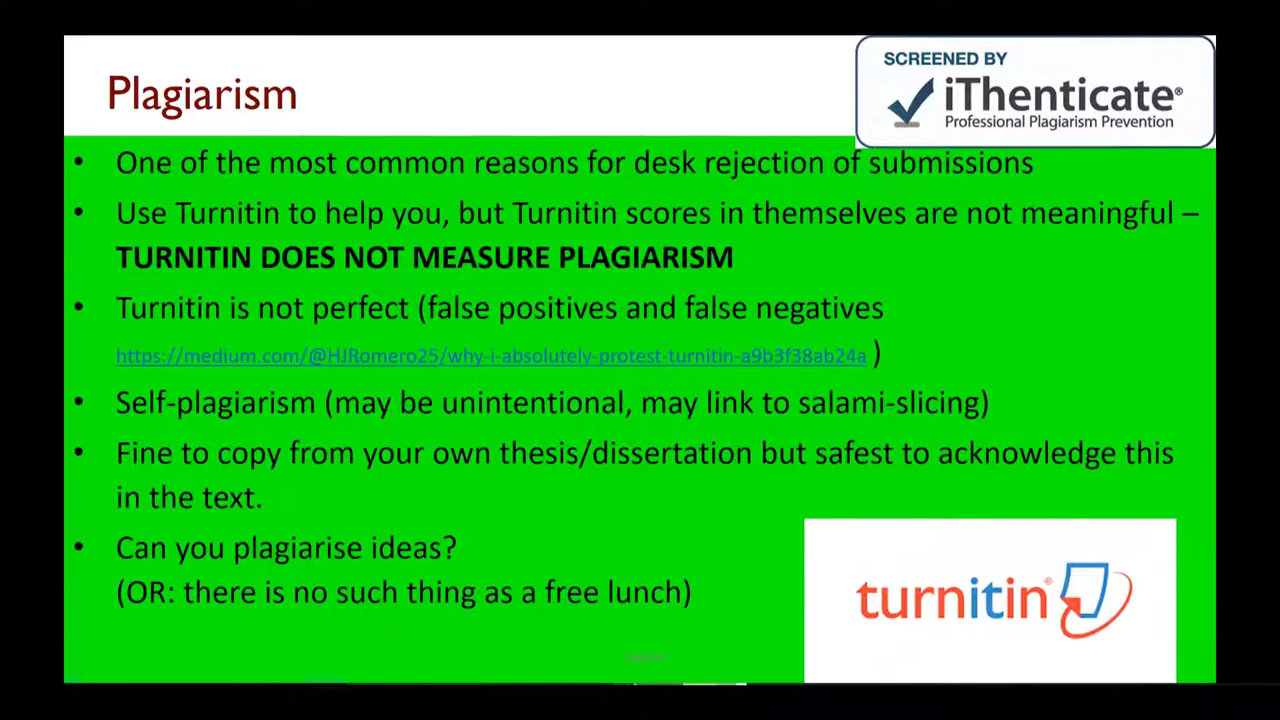 Plagiarism
SCREENED BY
iThenticate®
Professional Plagiarism Prevention
• One of the most common reasons for desk rejection of submissions
• Use Turnitin to help you, but Turnitin scores in themselves are not meaningful –
TURNITIN DOES NOT MEASURE PLAGIARISM
• Turnitin is not perfect (false positives and false negatives
https://medium.com/@HJRomero25/why-i-absolutely-protest-turnitin-a9b3f38ab24a )
• Self-plagiarism (may be unintentional, may link to salami-slicing)
• Fine to copy from your own thesis/dissertation but safest to acknowledge this
in the text.
• Can you plagiarise ideas?
(OR: there is no such thing as a free lunch)
turnitin®